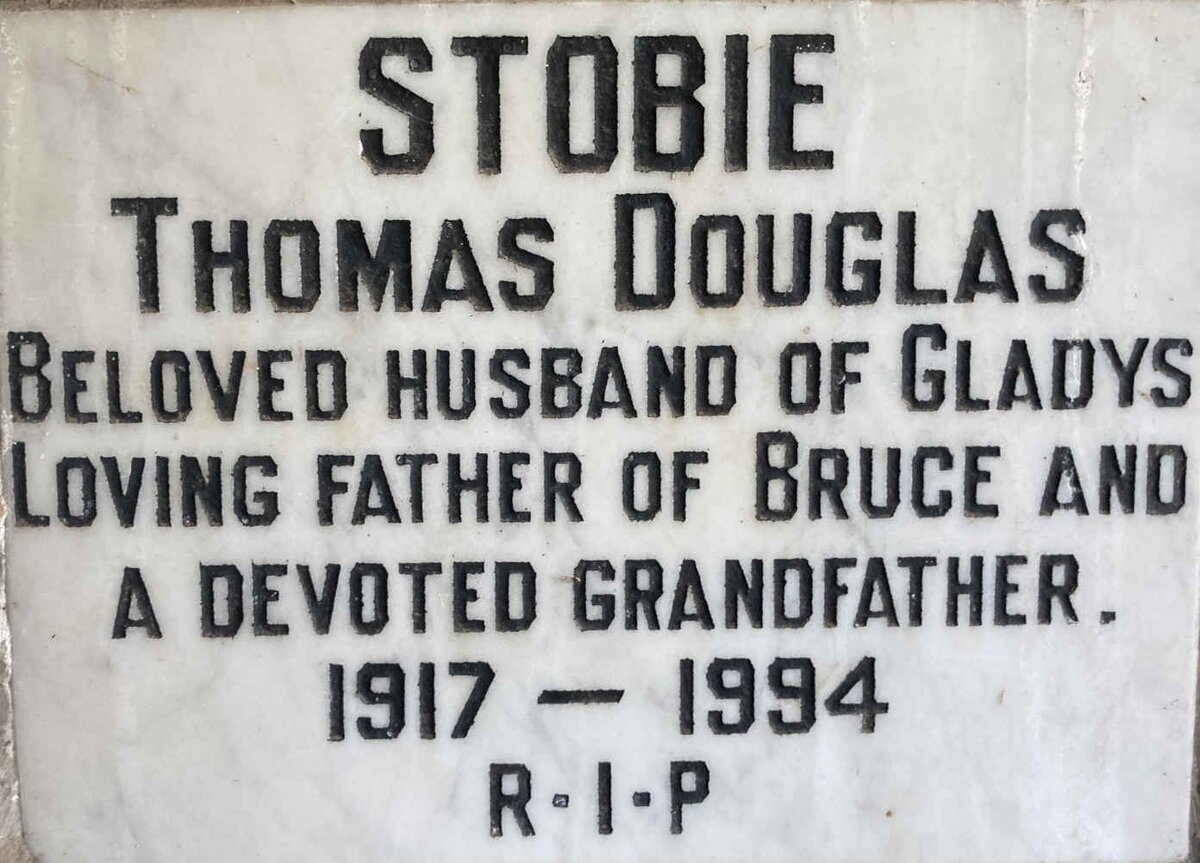 STOBIE
THOMAS DOUGLAS
BELOVED HUSBAND OF GLADYS
LOVING FATHER OF BRUCE AND
A DEVOTED GRANDFATHER.
1917 — 1994
R·I·P